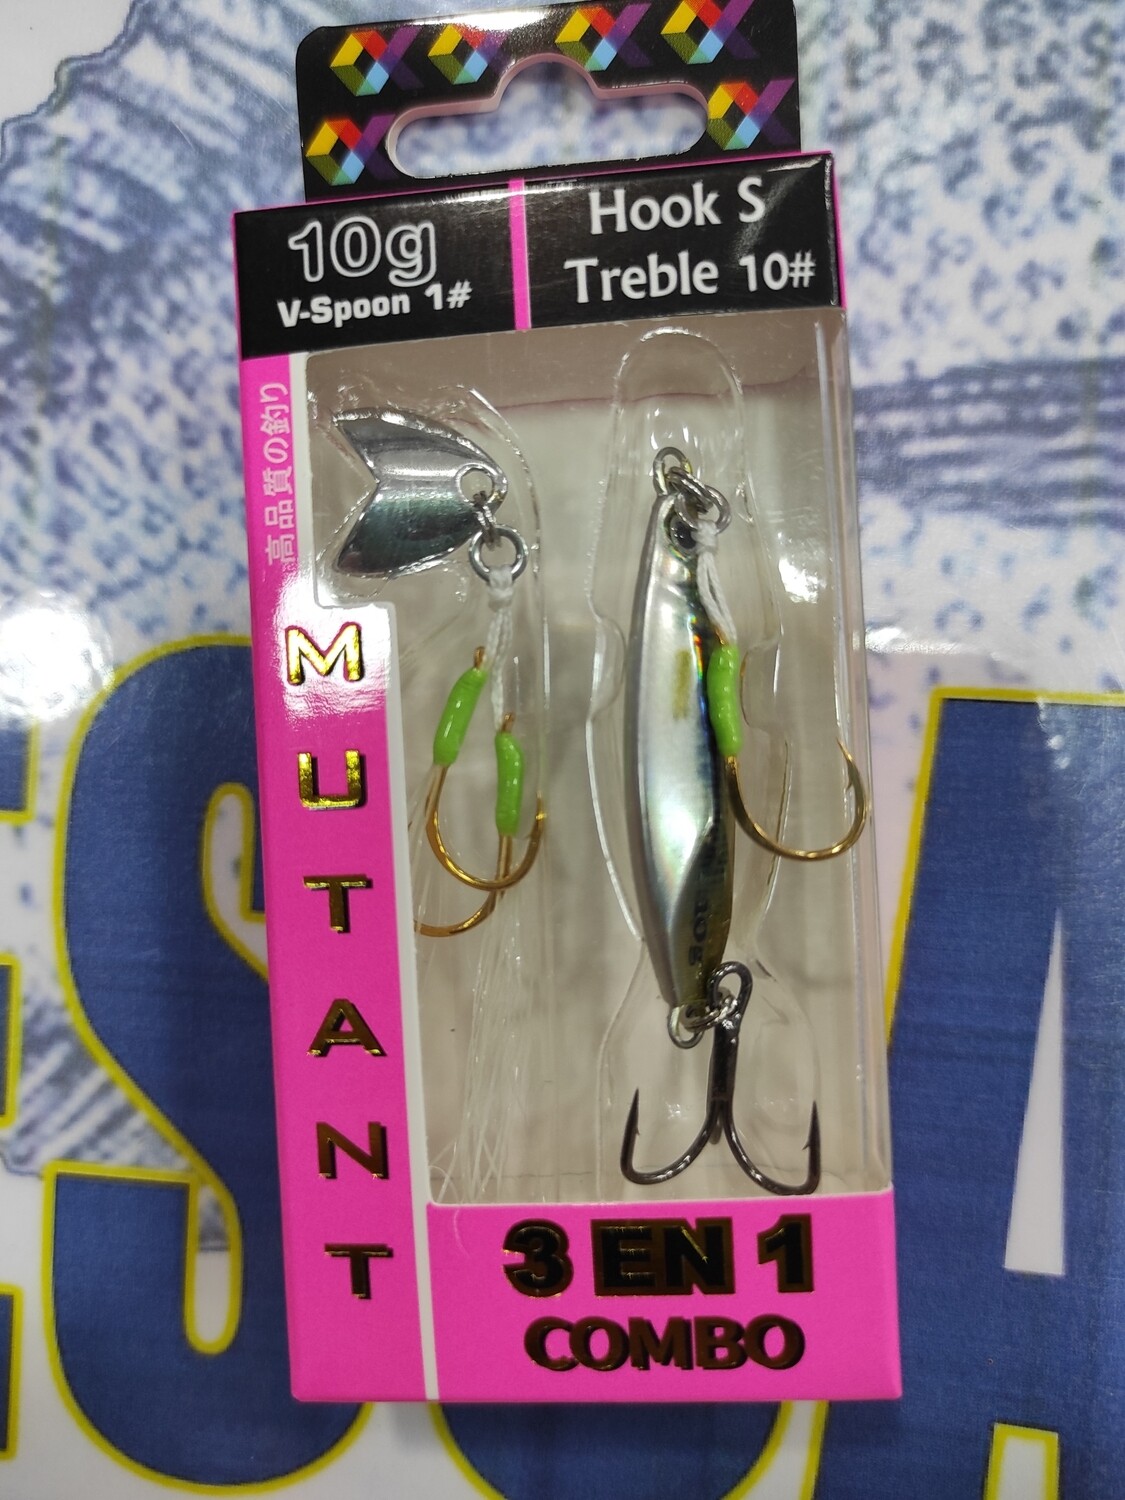 10g
V-Spoon 1#
Hook S
Treble 10#
高品質の釣り
MUTANT
3 EN 1
COMBO